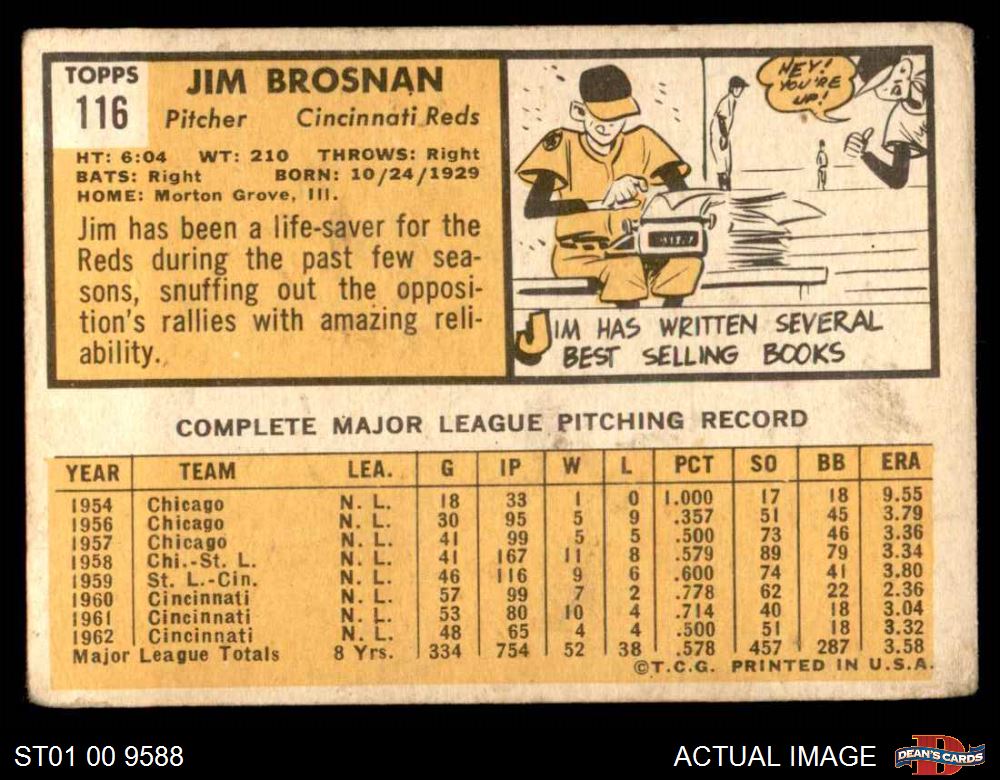 TOPPS
116
JIM BROSNAN
Pitcher Cincinnati Reds
HT: 6:04 WT: 210 THROWS: Right
BATS: Right BORN: 10/24/1929
HOME: Morton Grove, Ill.
Jim has been a life-saver for the
Reds during the past few sea-
sons, snuffing out the opposi-
tion's rallies with amazing reli-
ability.
HEY!
YOU'RE
UP!
JIM HAS WRITTEN SEVERAL
BEST SELLING BOOKS
COMPLETE MAJOR LEAGUE PITCHING RECORD
YEAR TEAM LEA. G IP W L PCT SO BB ERA
1954 Chicago N. L. 18 33 1 0 1.000 17 18 9.55
1956 Chicago N. L. 30 95 5 9 .357 51 45 3.79
1957 Chicago N. L. 41 99 5 5 .500 73 46 3.36
1958 Chi.-St. L. N. L. 41 167 11 8 .579 89 79 3.34
1959 St. L.-Cin. N. L. 46 116 9 6 .600 74 41 3.80
1960 Cincinnati N. L. 57 99 7 2 .778 62 22 2.36
1961 Cincinnati N. L. 53 80 10 4 .714 40 18 3.04
1962 Cincinnati N. L. 48 65 4 4 .500 51 18 3.32
Major League Totals 8 Yrs. 334 754 52 38 .578 457 287 3.58
©T.C.G. PRINTED IN U.S.A.
ST01 00 9588
ACTUAL IMAGE
D
DEAN'S CARDS